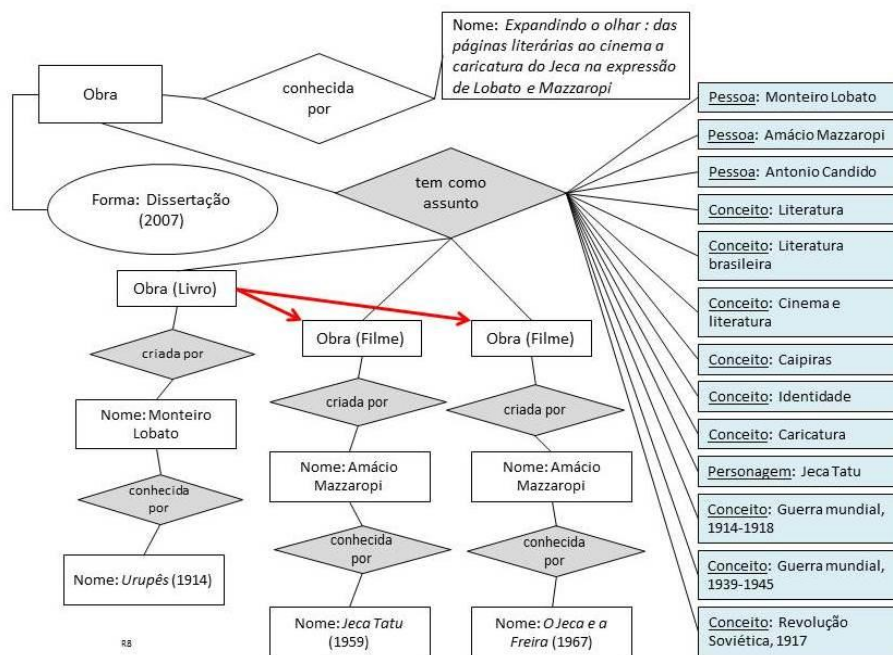 Nome: Expandindo o olhar : das
páginas literárias ao cinema a
caricatura do Jeca na expressão
de Lobato e Mazzaropi
Obra
conhecida
por
tem como
assunto
Forma: Dissertação
(2007)
Pessoa: Monteiro Lobato
Pessoa: Amácio Mazzaropi
Pessoa: Antonio Candido
Conceito: Literatura
Conceito: Literatura
brasileira
Conceito: Cinema e
literatura
Conceito: Caipiras
Conceito: Identidade
Conceito: Caricatura
Personagem: Jeca Tatu
Conceito: Guerra mundial,
1914-1918
Conceito: Guerra mundial,
1939-1945
Conceito: Revolução
Soviética, 1917
Obra (Livro)
criada por
Nome: Monteiro
Lobato
conhecida
por
Nome: Urupês (1914)
Obra (Filme)
criada por
Nome: Amácio
Mazzaropi
conhecida
por
Nome: Jeca Tatu
(1959)
Obra (Filme)
criada por
Nome: Amácio
Mazzaropi
conhecida
por
Nome: O Jeca e a
Freira (1967)
RB